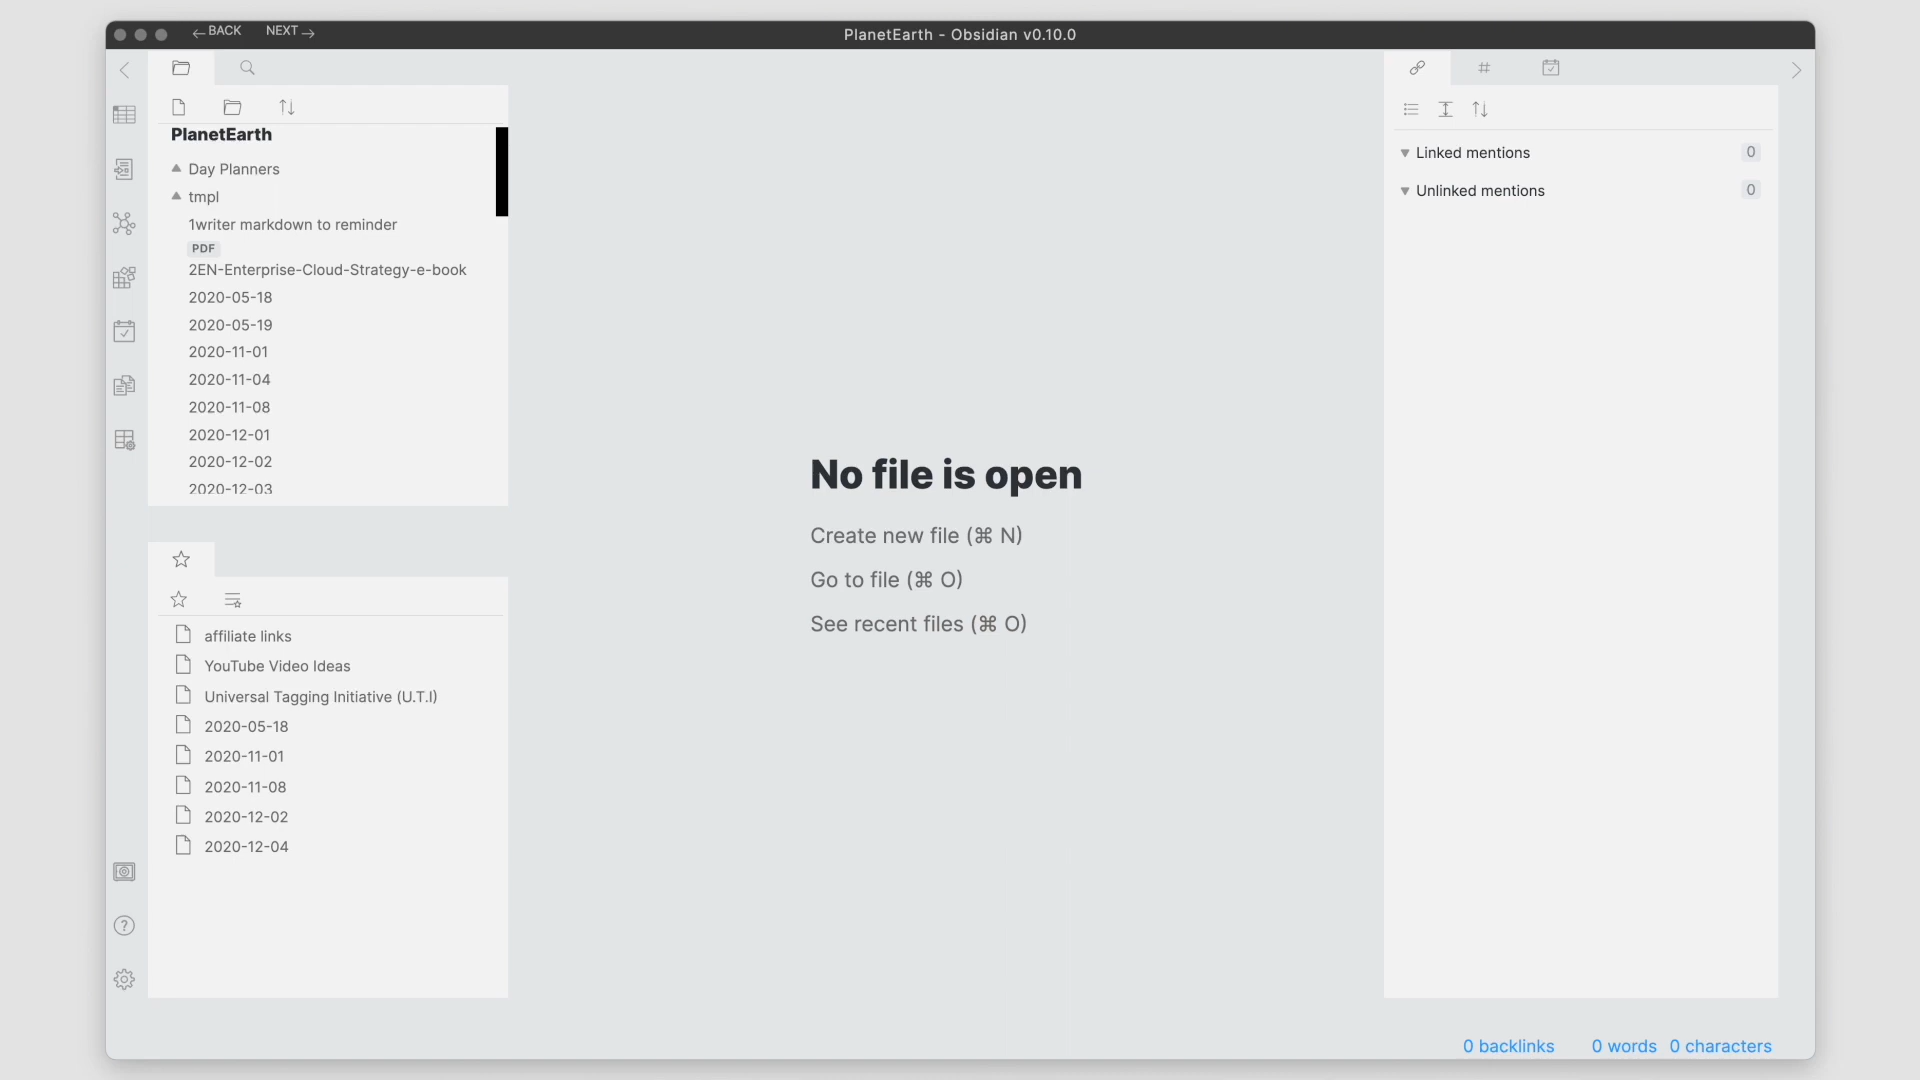 BACK
NEXT
PlanetEarth - Obsidian v0.10.0
PlanetEarth
Day Planners
tmpl
1writer markdown to reminder
PDF
2EN-Enterprise-Cloud-Strategy-e-book
2020-05-18
2020-05-19
2020-11-01
2020-11-04
2020-11-08
2020-12-01
2020-12-02
2020-12-03
affiliate links
YouTube Video Ideas
Universal Tagging Initiative (U.T.I)
2020-05-18
2020-11-01
2020-11-08
2020-12-02
2020-12-04
No file is open
Create new file (⌘ N)
Go to file (⌘ O)
See recent files (⌘ O)
Linked mentions 0
Unlinked mentions 0
0 backlinks 0 words 0 characters